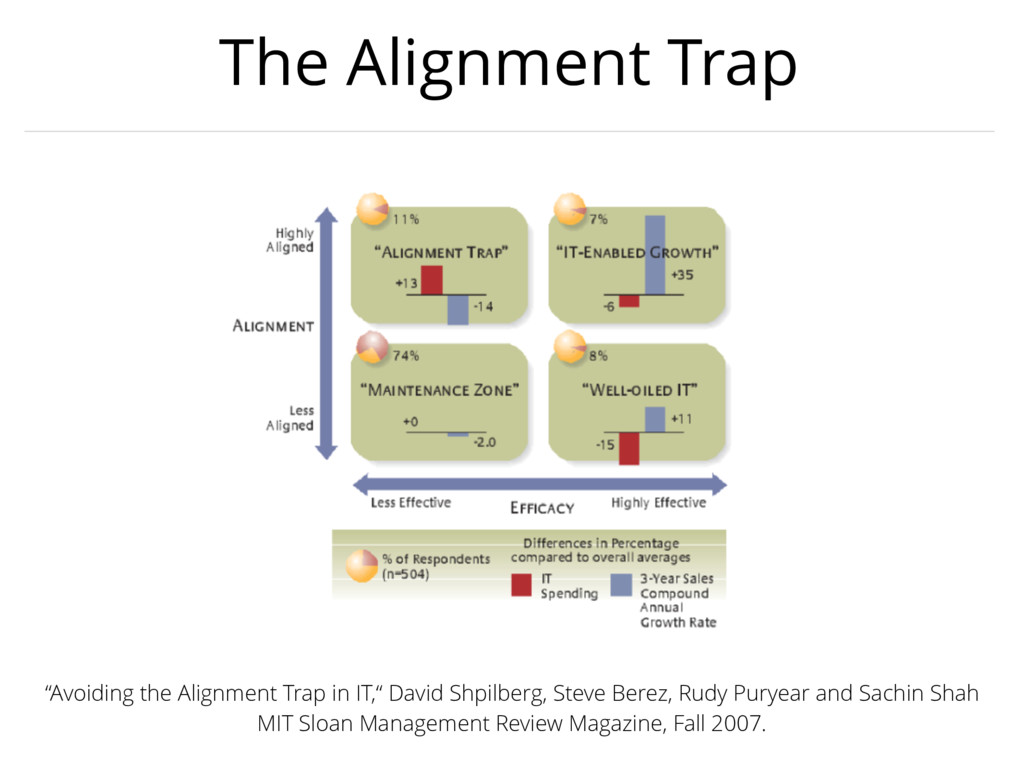 The Alignment Trap
11%
7%
Highly
Aligned
“ALIGNMENT TRAP”
“IT-ENABLED GROWTH”
+13
-14
+35
-6
ALIGNMENT
74%
8%
“MAINTENANCE ZONE”
“WELL-OILED IT”
Less
Aligned
+0
-2.0
+11
-15
Less Effective
EFFICACY
Highly Effective
% of Respondents
(n=504)
Differences in Percentage
compared to overall averages
IT
Spending
3-Year Sales
Compound
Annual
Growth Rate
“Avoiding the Alignment Trap in IT,“ David Shpilberg, Steve Berez, Rudy Puryear and Sachin Shah
MIT Sloan Management Review Magazine, Fall 2007.